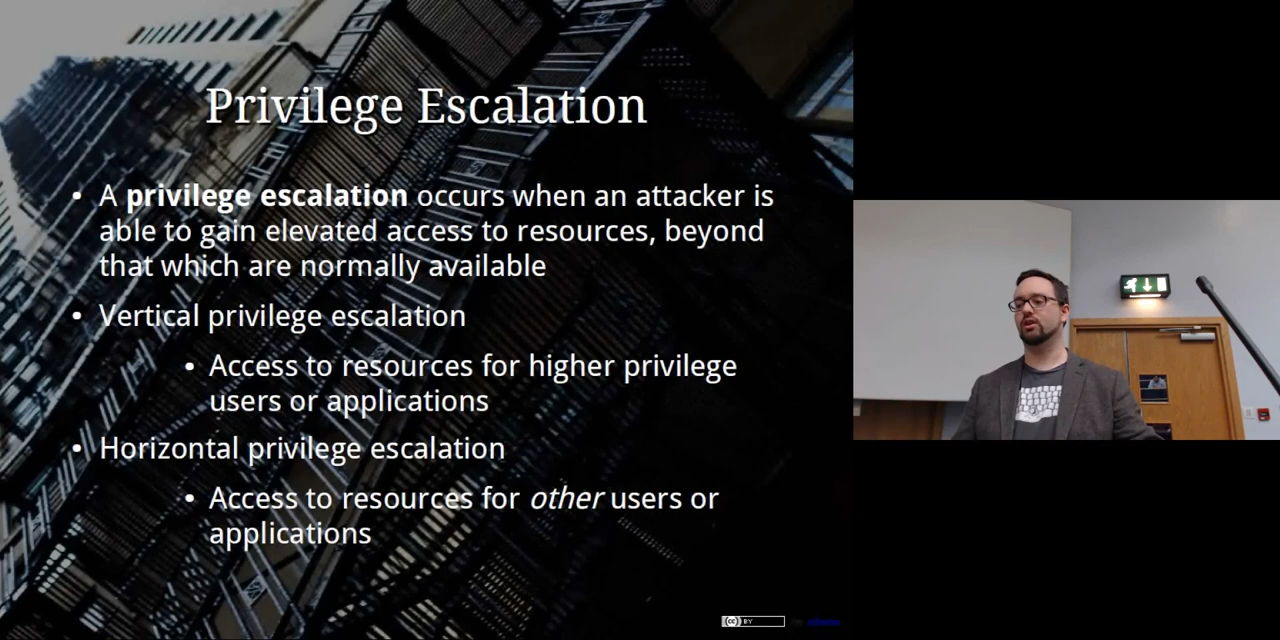 Privilege Escalation
• A privilege escalation occurs when an attacker is
able to gain elevated access to resources, beyond
that which are normally available
• Vertical privilege escalation
• Access to resources for higher privilege
users or applications
• Horizontal privilege escalation
• Access to resources for other users or
applications
cc BY